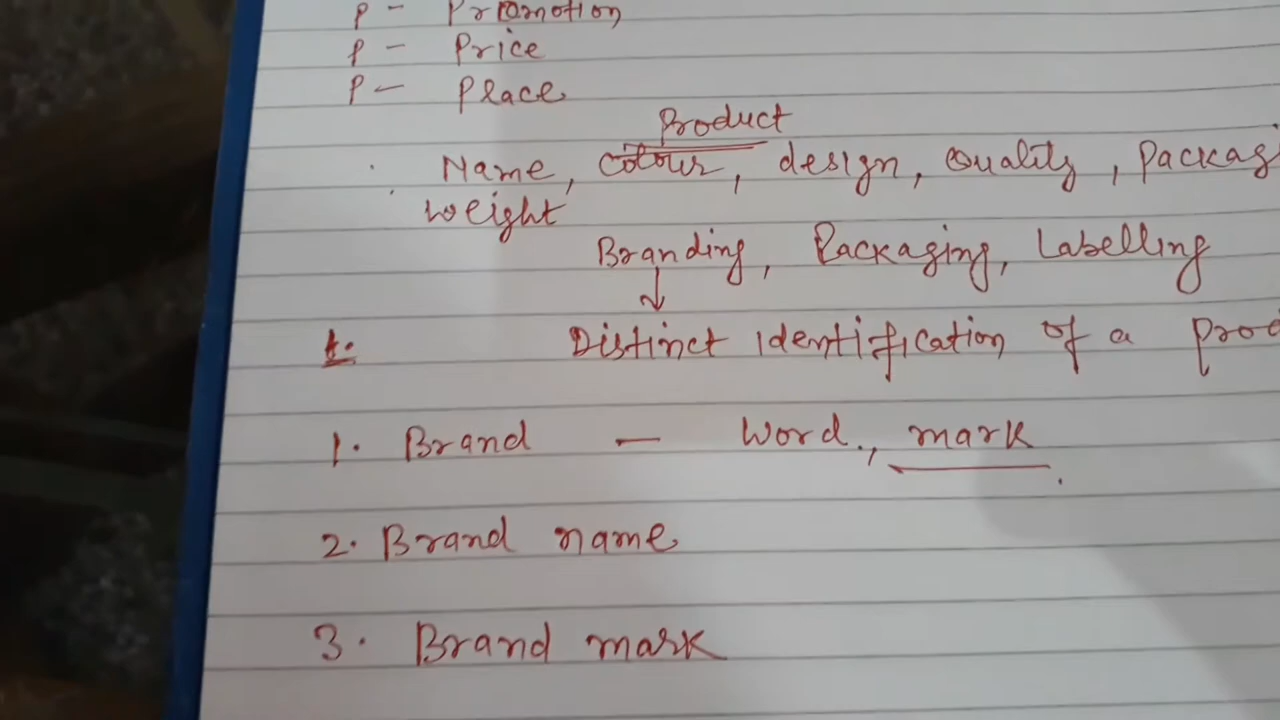 P - Promotion
P - Price
P - Place
Product
Name, colour, design, Quality, Packag
weight
Branding, Packaging, Labelling
↓
Distinct identification of a prod
1. Brand - Word, mark
2. Brand name
3. Brand mark